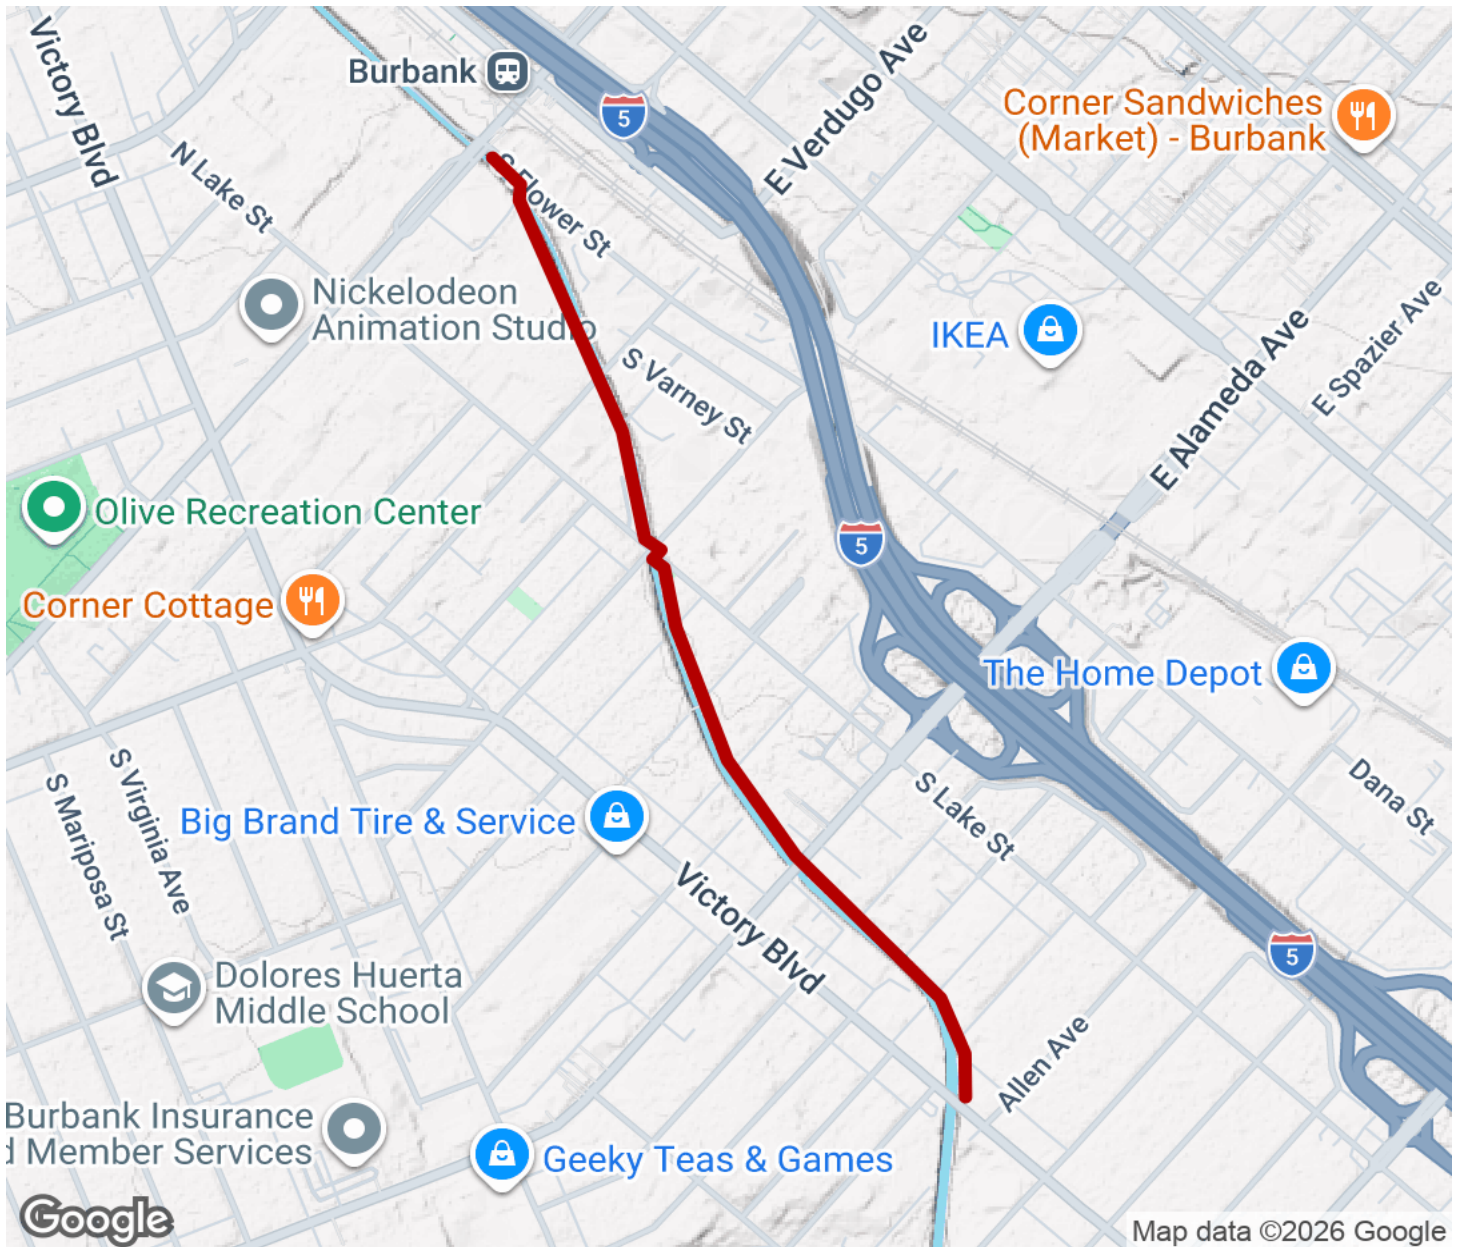 Victory Blvd
Burbank
5
E Verdugo Ave
Corner Sandwiches
(Market) - Burbank
N Lake St
S Flower St
Nickelodeon
Animation Studio
IKEA
E Alameda Ave
E Spazier Ave
S Varney St
Olive Recreation Center
5
Corner Cottage
The Home Depot
S Virginia Ave
S Mariposa St
Big Brand Tire & Service
S Lake St
Dana St
Victory Blvd
5
Dolores Huerta
Middle School
Allen Ave
Burbank Insurance
d Member Services
Geeky Teas & Games
Google
Map data ©2026 Google